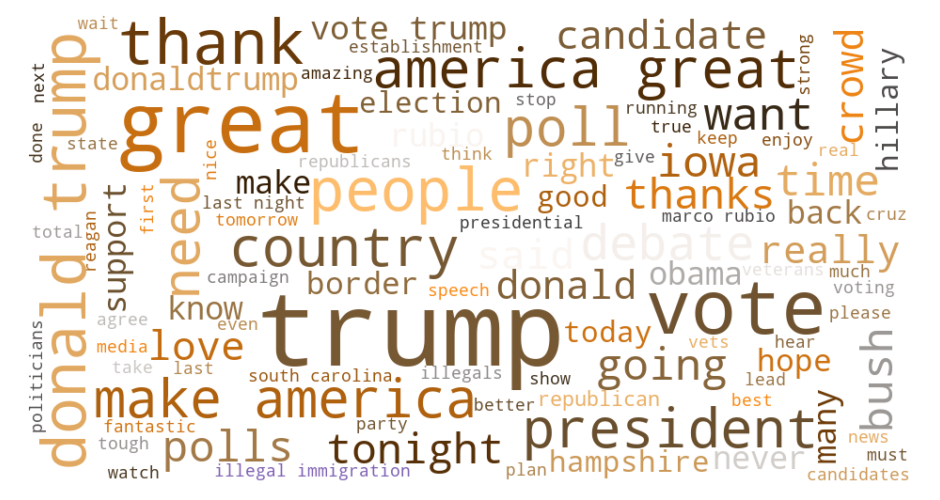 wait
thank
vote trump
establishment
candidate
donald trump
next
done
donaldtrump
amazing
america great
strong
crowd
hillary
great
election
stop
running
want
rubio
poll
true
keep
enjoy
state
nice
republicans
think
right
give
iowa
real
make
people
good
thanks
time
last night
need
first
support
reagan
tomorrow
presidential
marco rubio
back
cruz
total
country
said
debate
really
campaign
border
speech
donald
obama
veterans
much
voting
know
trump
vote
please
agree
even
today
politicians
media
love
vets
hear
bush
take
last
south carolina
illegals
show
going
lead
hope
make america
better
republican
best
many
fantastic
party
president
tough
polls
tonight
never
news
must
watch
illegal immigration
plan
hampshire
candidates